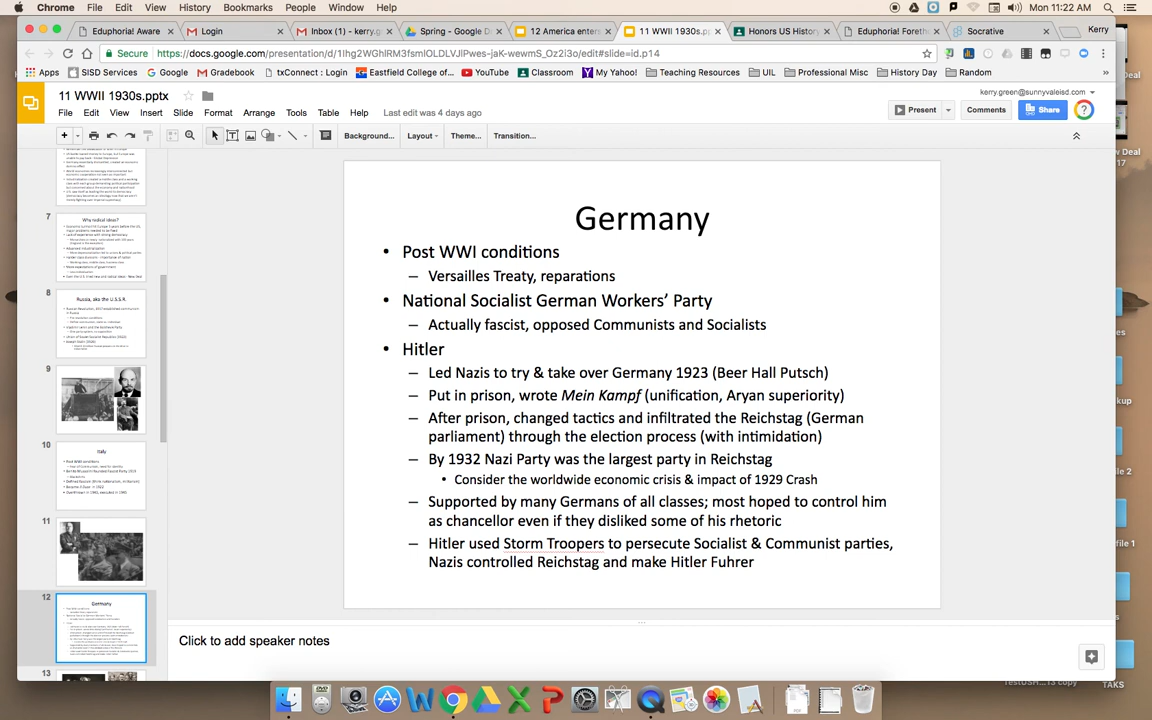 Chrome File Edit View History Bookmarks People Window Help Mon 11:22 AM
Eduphoria! Aware Login Inbox (1) - kerry.g Spring - Google D 12 America enters 11 WWII 1930s.pp Honors US History Eduphoria! Foreth Socrative Kerry
Secure https://docs.google.com/presentation/d/
Apps SISD Services Google Gradebook txConnect : Login Eastfield College of... YouTube Classroom My Yahoo! Teaching Resources UIL Professional Misc History Day Random
kerry.green@sunnyvaleisd.com
11 WWII 1930s.pptx
File Edit View Insert Slide Format Arrange Tools Table Help Last edit was 4 days ago
Present Comments Share
Background... Layout Theme... Transition...
7
Why radical ideas?
8
Russia, aka the U.S.S.R.
9
10
Italy
11
12
Germany
13
Germany
• Post WWI conditions
– Versailles Treaty, reparations
• National Socialist German Workers' Party
– Actually fascist, opposed Communists and Socialists
• Hitler
– Led Nazis to try & take over Germany 1923 (Beer Hall Putsch)
– Put in prison, wrote Mein Kampf (unification, Aryan superiority)
– After prison, changed tactics and infiltrated the Reichstag (German
parliament) through the election process (with intimidation)
– By 1932 Nazi Party was the largest party in Reichstag
• Consider the worldwide economic crisis & impact of 1929 Crash
– Supported by many Germans of all classes; most hoped to control him
as chancellor even if they disliked some of his rhetoric
– Hitler used Storm Troopers to persecute Socialist & Communist parties,
Nazis controlled Reichstag and make Hitler Fuhrer
Click to add speaker notes
TAKS